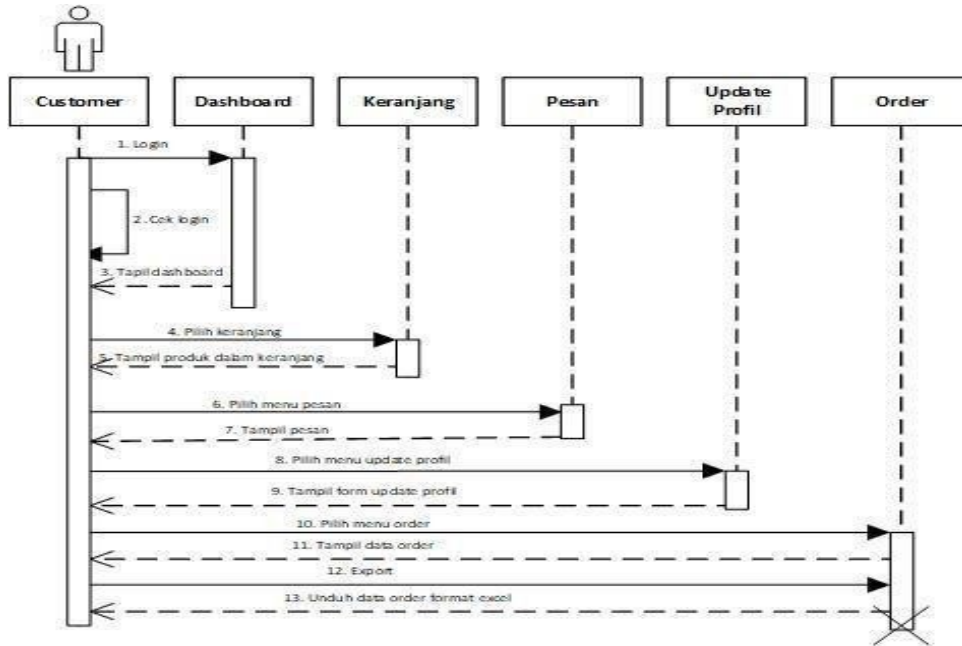 Customer
Dashboard
Keranjang
Pesan
Update
Profil
Order
1. Login
2. Cek login
3. Tapil dashboard
4. Pilih keranjang
5. Tampil produk dalam keranjang
6. Pilih menu pesan
7. Tampil pesan
8. Pilih menu update profil
9. Tampil form update profil
10. Pilih menu order
11. Tampil data order
12. Export
13. Unduh data order format excel